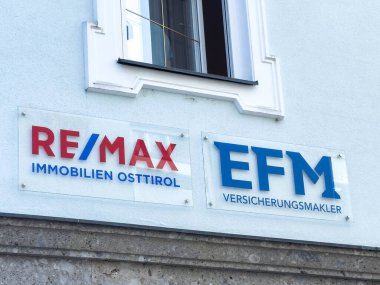 RE/MAX
IMMOBILIEN OSTTIROL
EFM
VERSICHERUNGSMAKLER